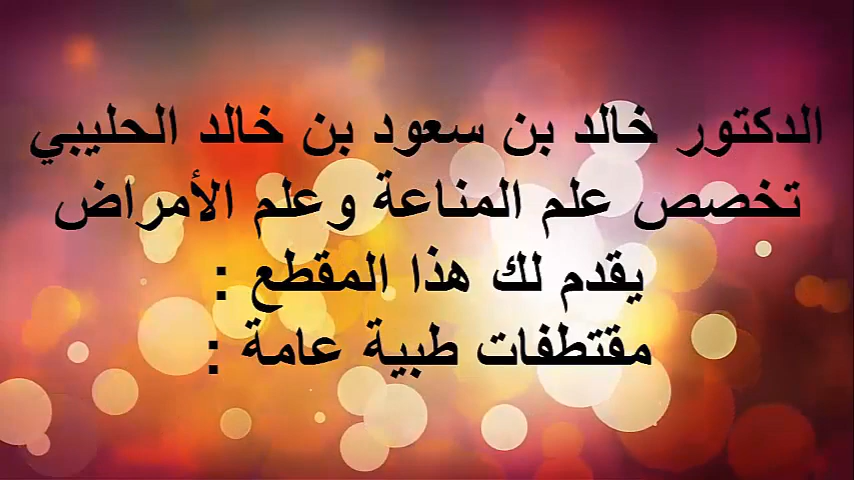 الدكتور خالد بن سعود بن خالد الحليبي
تخصص علم المناعة وعلم الأمراض
يقدم لك هذا المقطع :
مقتطفات طبية عامة :